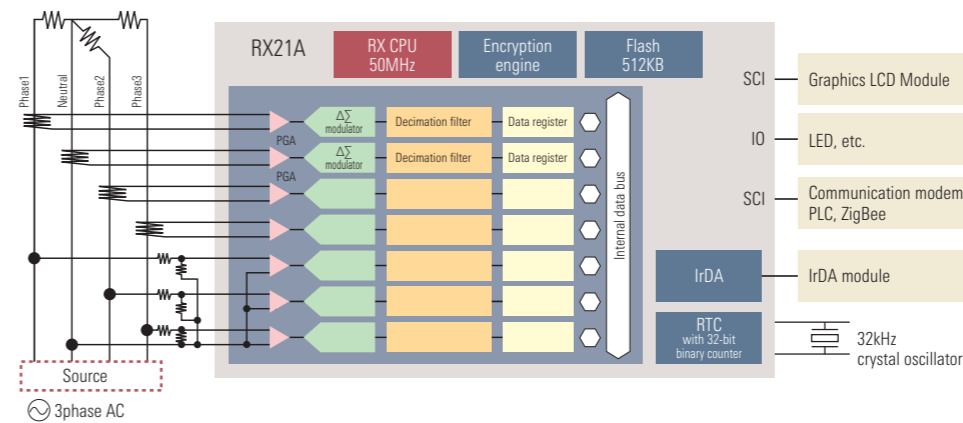 Phase1
Neutral
Phase2
Phase3
RX21A
RX CPU
50MHz
Encryption
engine
Flash
512KB
ΔΣ
modulator
Decimation filter
Data register
PGA
ΔΣ
modulator
Decimation filter
Data register
PGA
Internal data bus
SCI
Graphics LCD Module
IO
LED, etc.
SCI
Communication modem
PLC, ZigBee
IrDA
IrDA module
RTC
with 32-bit
binary counter
32kHz
crystal oscillator
Source
3phase AC